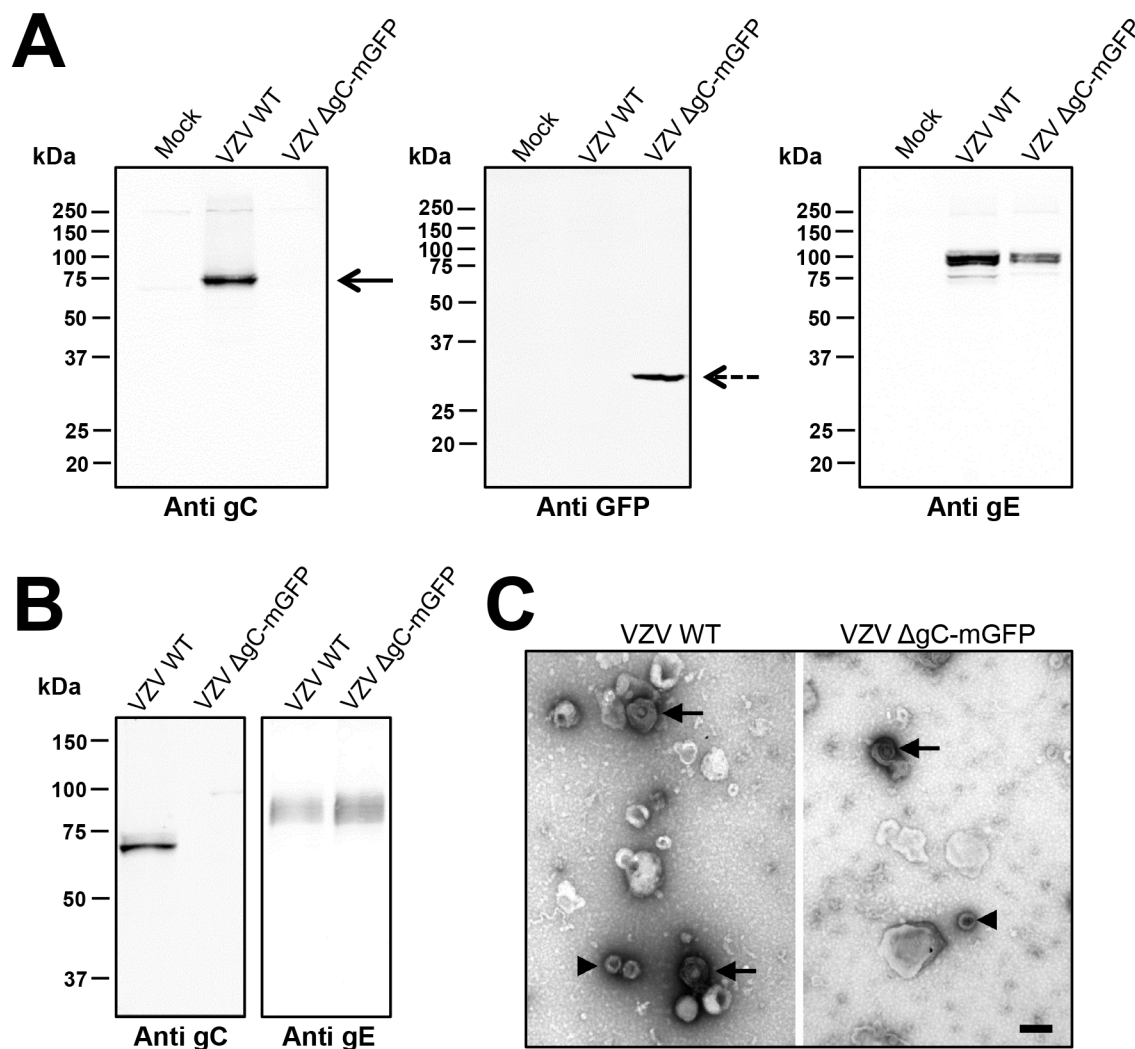 A
Mock
VZV WT
VZV ΔgC-mGFP
kDa
250
150
100
75
50
37
25
20
Anti gC
Mock
VZV WT
VZV ΔgC-mGFP
kDa
250
150
100
75
50
37
25
20
Anti GFP
Mock
VZV WT
VZV ΔgC-mGFP
kDa
250
150
100
75
50
37
25
20
Anti gE
B
VZV WT
VZV ΔgC-mGFP
VZV WT
VZV ΔgC-mGFP
kDa
150
100
75
50
37
Anti gC
Anti gE
C
VZV WT
VZV ΔgC-mGFP